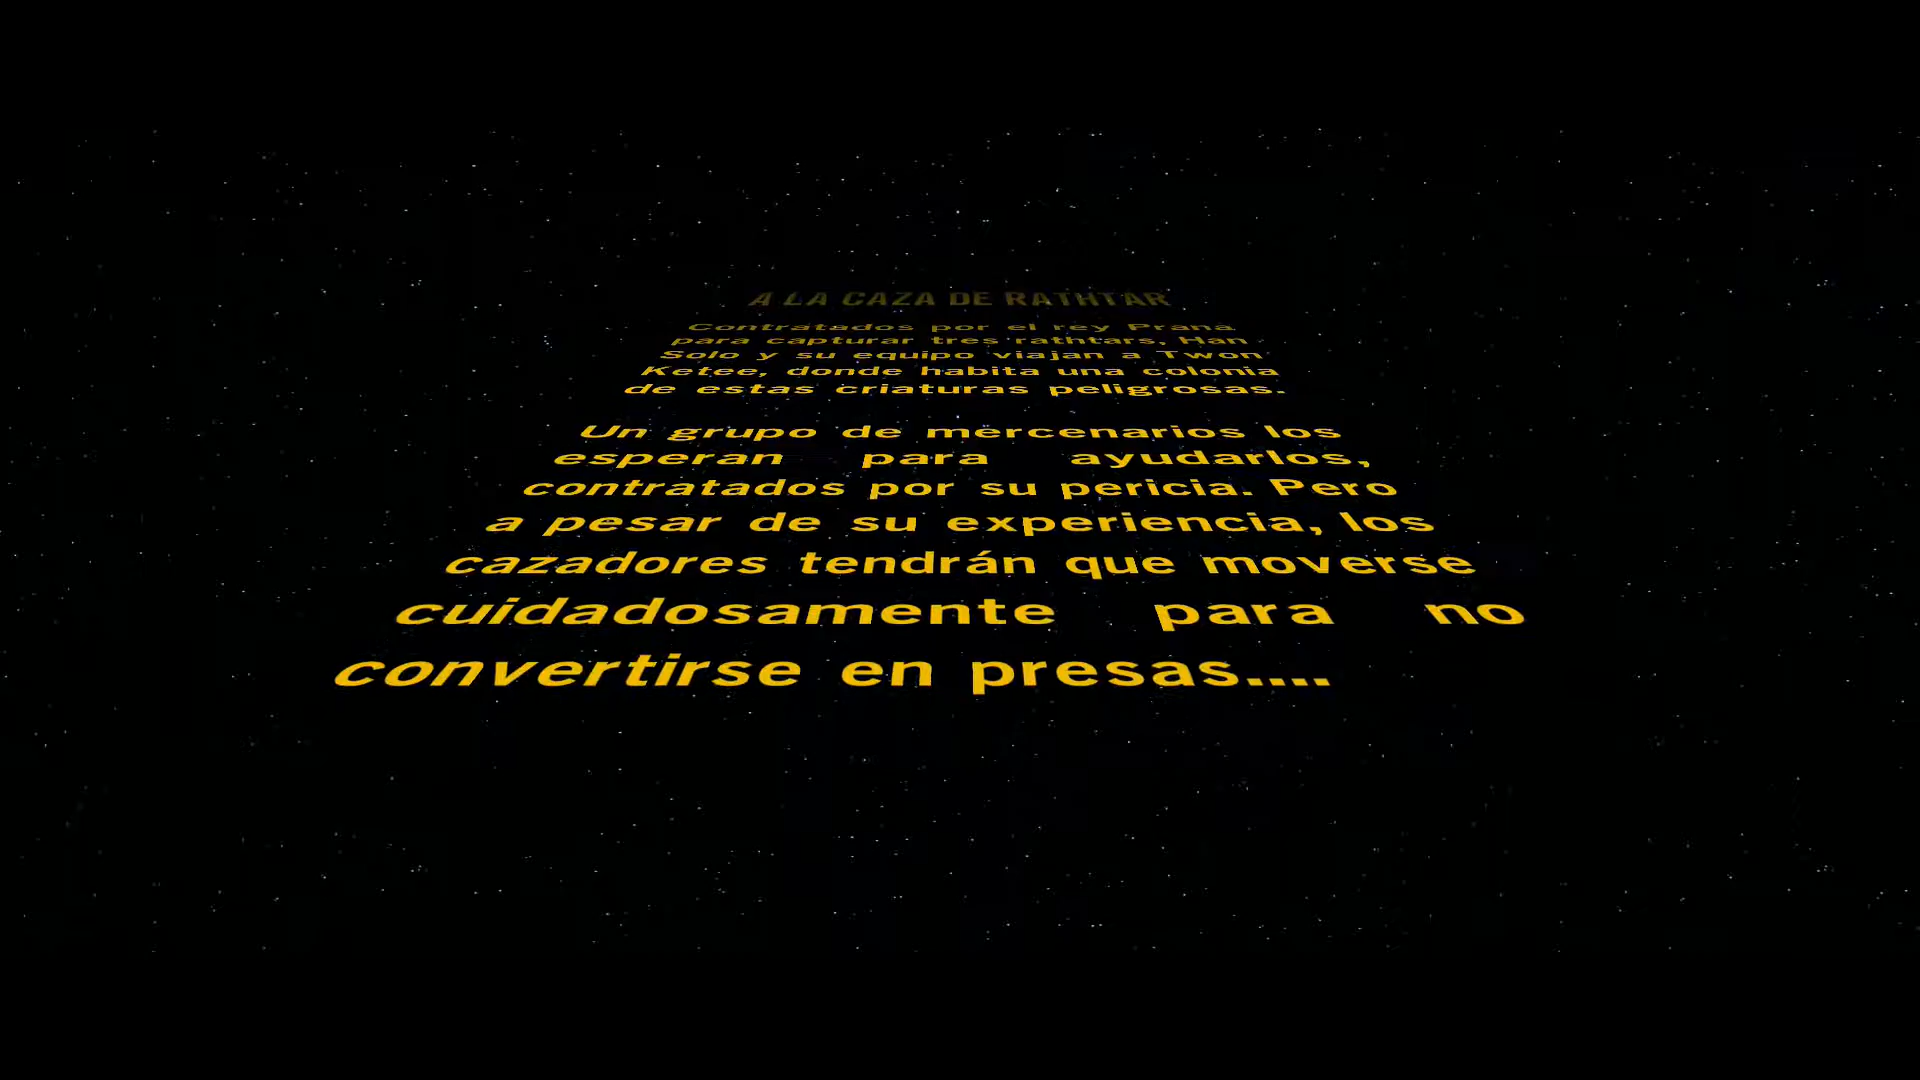 A LA CAZA DE RATHTAR
Contratados por el rey Prana
para capturar tres rathtars, Han
Solo y su equipo viajan a Twon
Ketee, donde habita una colonia
de estas criaturas peligrosas.
Un grupo de mercenarios los
esperan para ayudarlos,
contratados por su pericia. Pero
a pesar de su experiencia, los
cazadores tendrán que moverse
cuidadosamente para no
convertirse en presas....